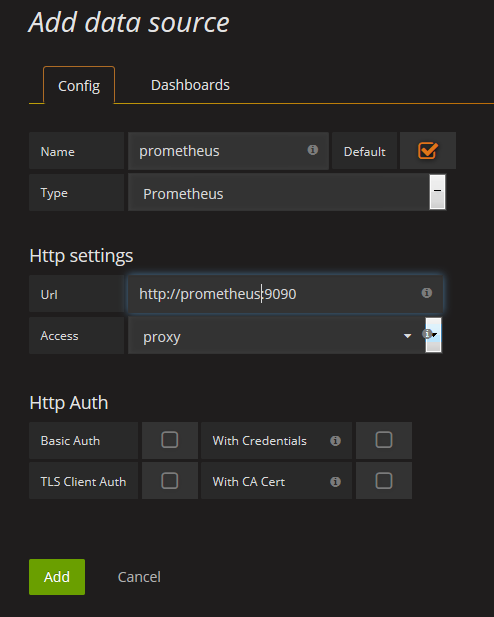 Add data source
Config Dashboards
Name prometheus Default
Type Prometheus
Http settings
Url http://prometheus:9090
Access proxy
Http Auth
Basic Auth With Credentials
TLS Client Auth With CA Cert
Add Cancel